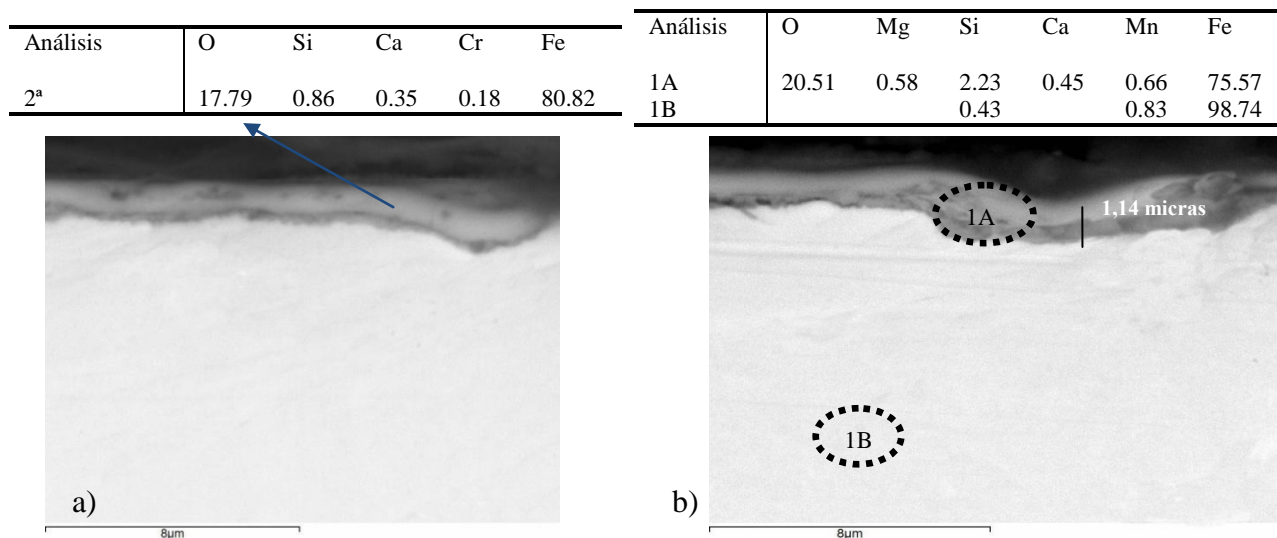 Análisis O Si Ca Cr Fe
2ª 17.79 0.86 0.35 0.18 80.82
a)
8µm
Análisis O Mg Si Ca Mn Fe
1A 20.51 0.58 2.23 0.45 0.66 75.57
1B 0.43 0.83 98.74
1A
1,14 micras
1B
b)
8µm